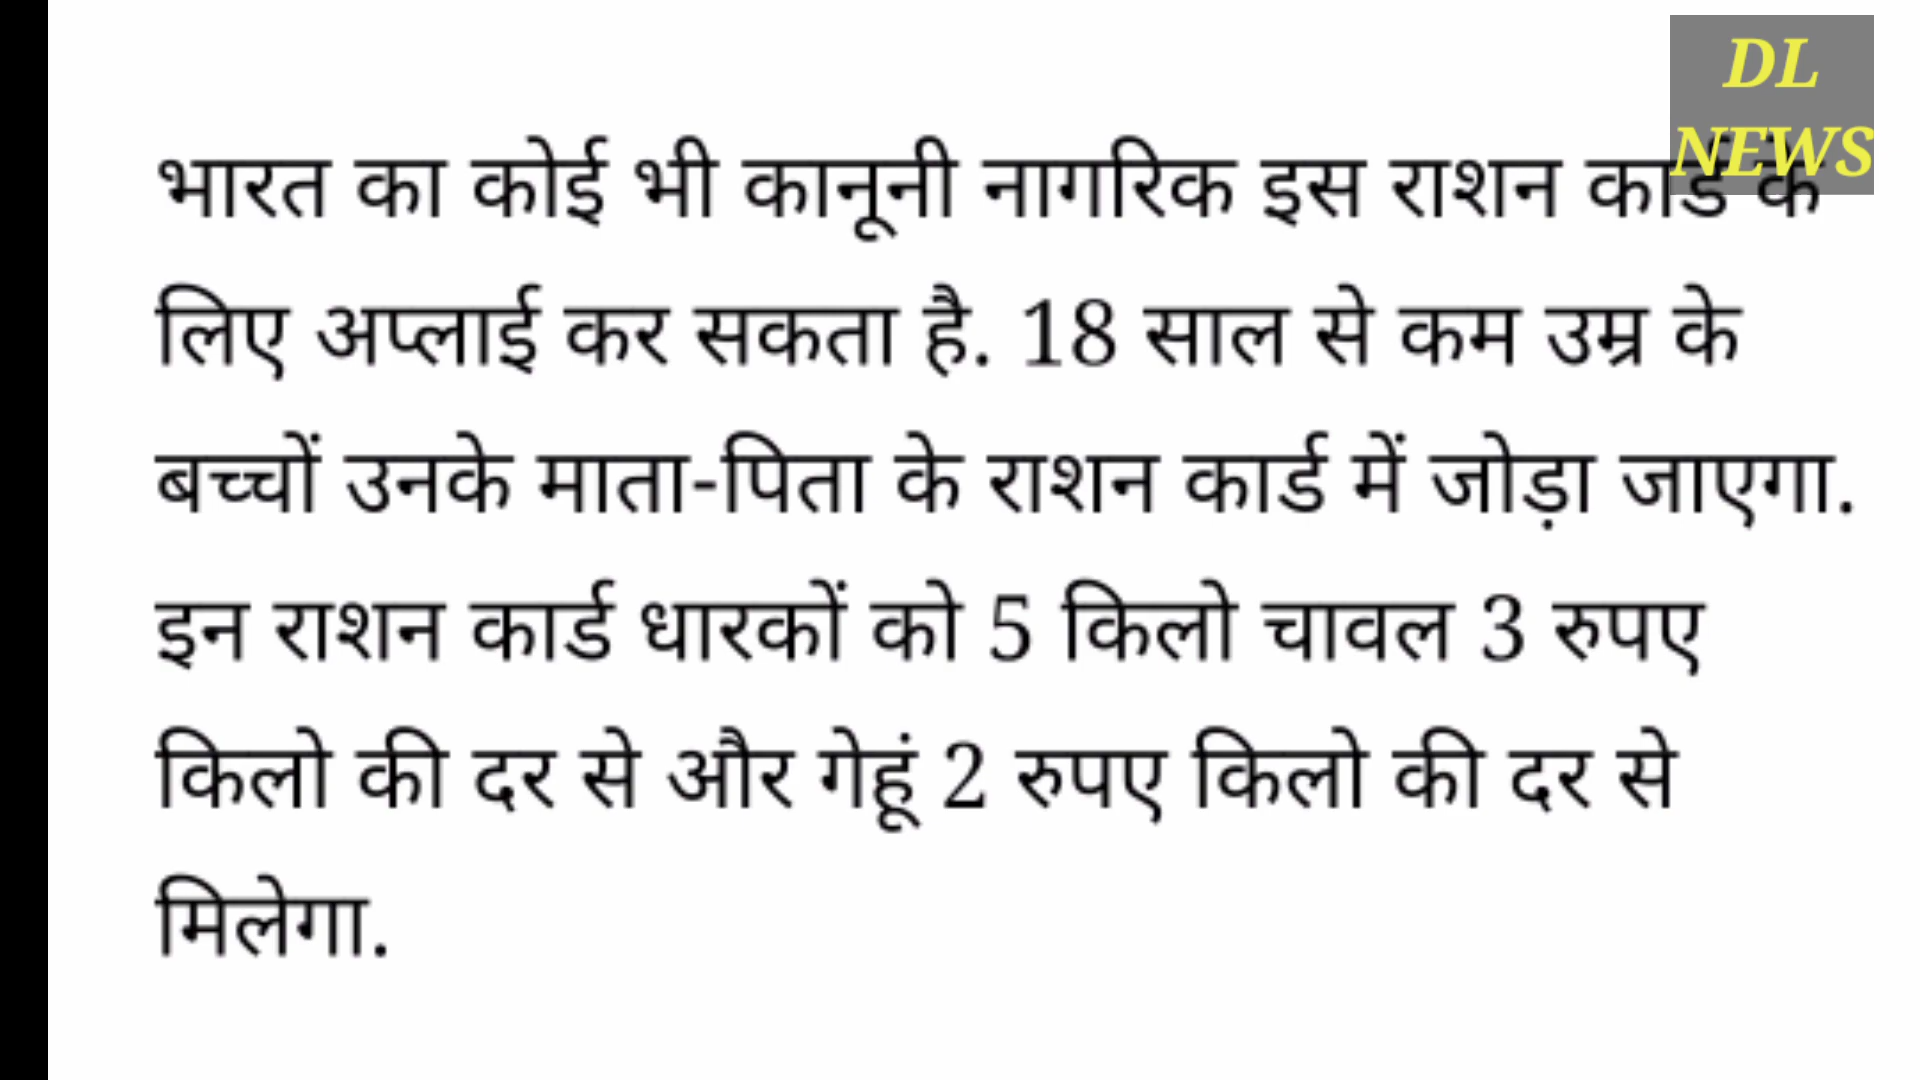 DL
NEWS
भारत का कोई भी कानूनी नागरिक इस राशन कार्ड के
लिए अप्लाई कर सकता है. 18 साल से कम उम्र के
बच्चों उनके माता-पिता के राशन कार्ड में जोड़ा जाएगा.
इन राशन कार्ड धारकों को 5 किलो चावल 3 रुपए
किलो की दर से और गेहूं 2 रुपए किलो की दर से
मिलेगा.